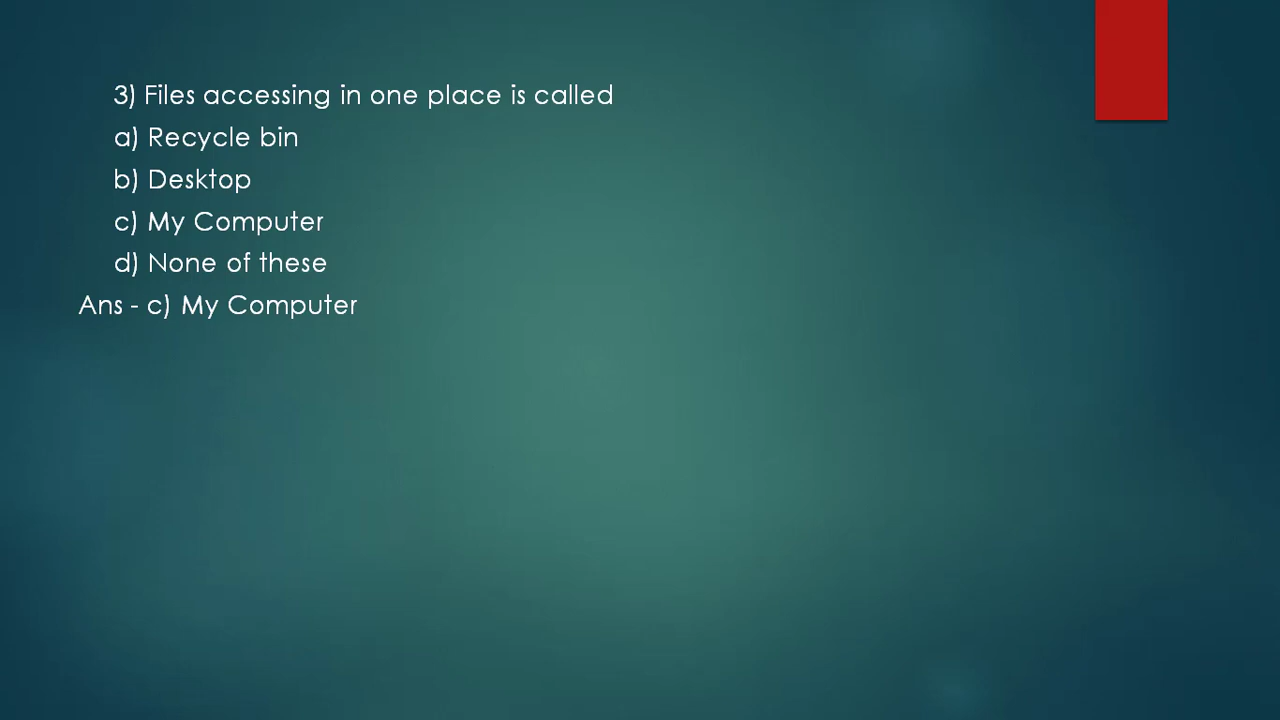 3) Files accessing in one place is called
a) Recycle bin
b) Desktop
c) My Computer
d) None of these
Ans - c) My Computer